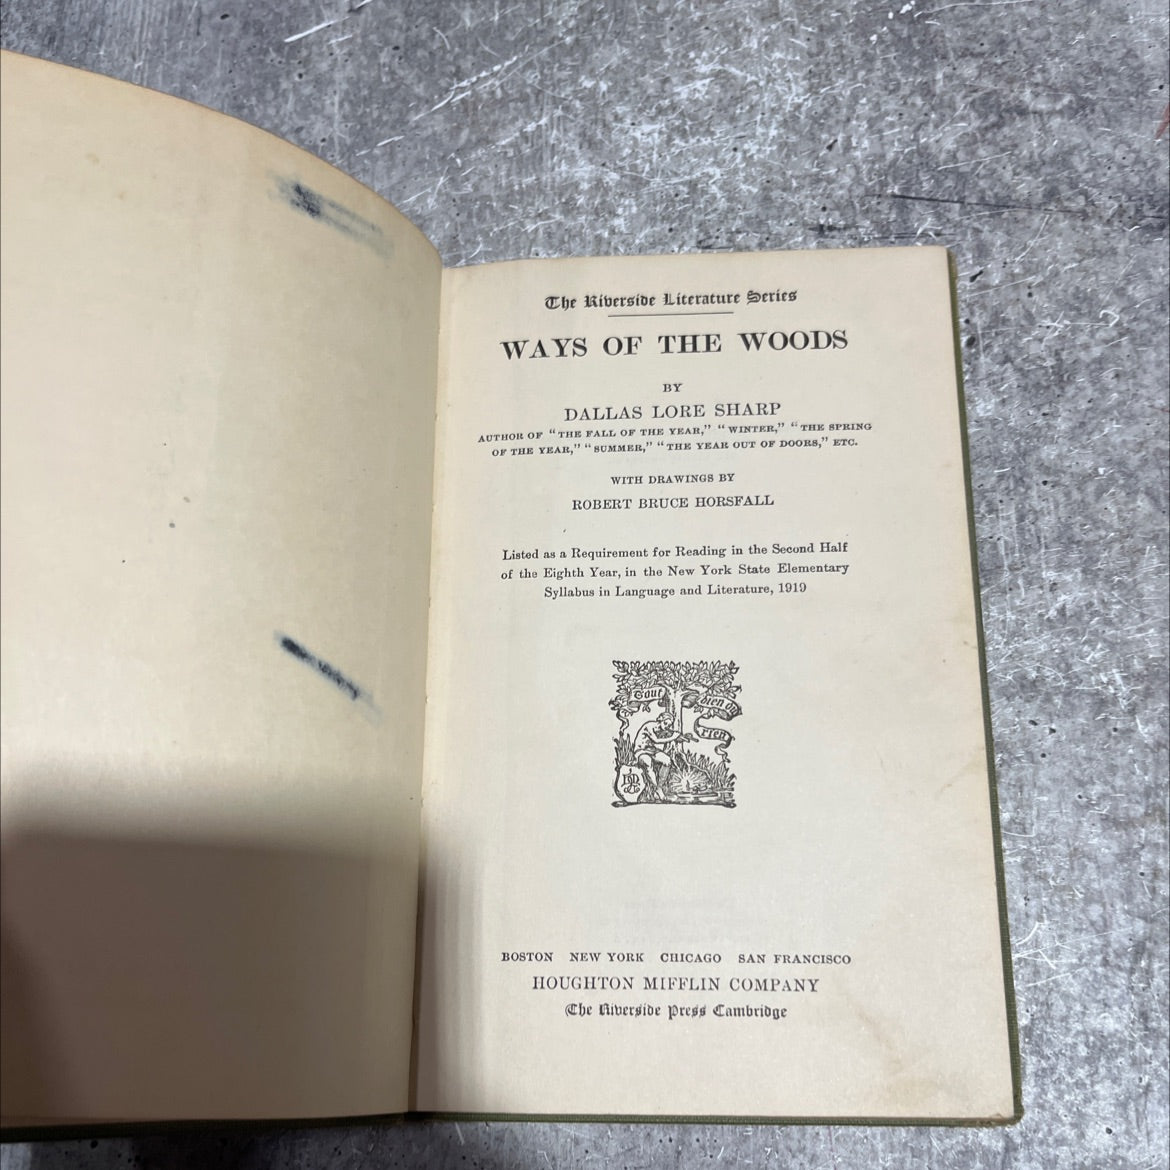 The Riverside Literature Series
WAYS OF THE WOODS
BY
DALLAS LORE SHARP
AUTHOR OF "THE FALL OF THE YEAR," "WINTER," "THE SPRING
OF THE YEAR," "SUMMER," "THE YEAR OUT OF DOORS," ETC.
WITH DRAWINGS BY
ROBERT BRUCE HORSFALL
Listed as a Requirement for Reading in the Second Half
of the Eighth Year, in the New York State Elementary
Syllabus in Language and Literature, 1919
Tout
bien ou
rien
BOSTON NEW YORK CHICAGO SAN FRANCISCO
HOUGHTON MIFFLIN COMPANY
The Riverside Press Cambridge